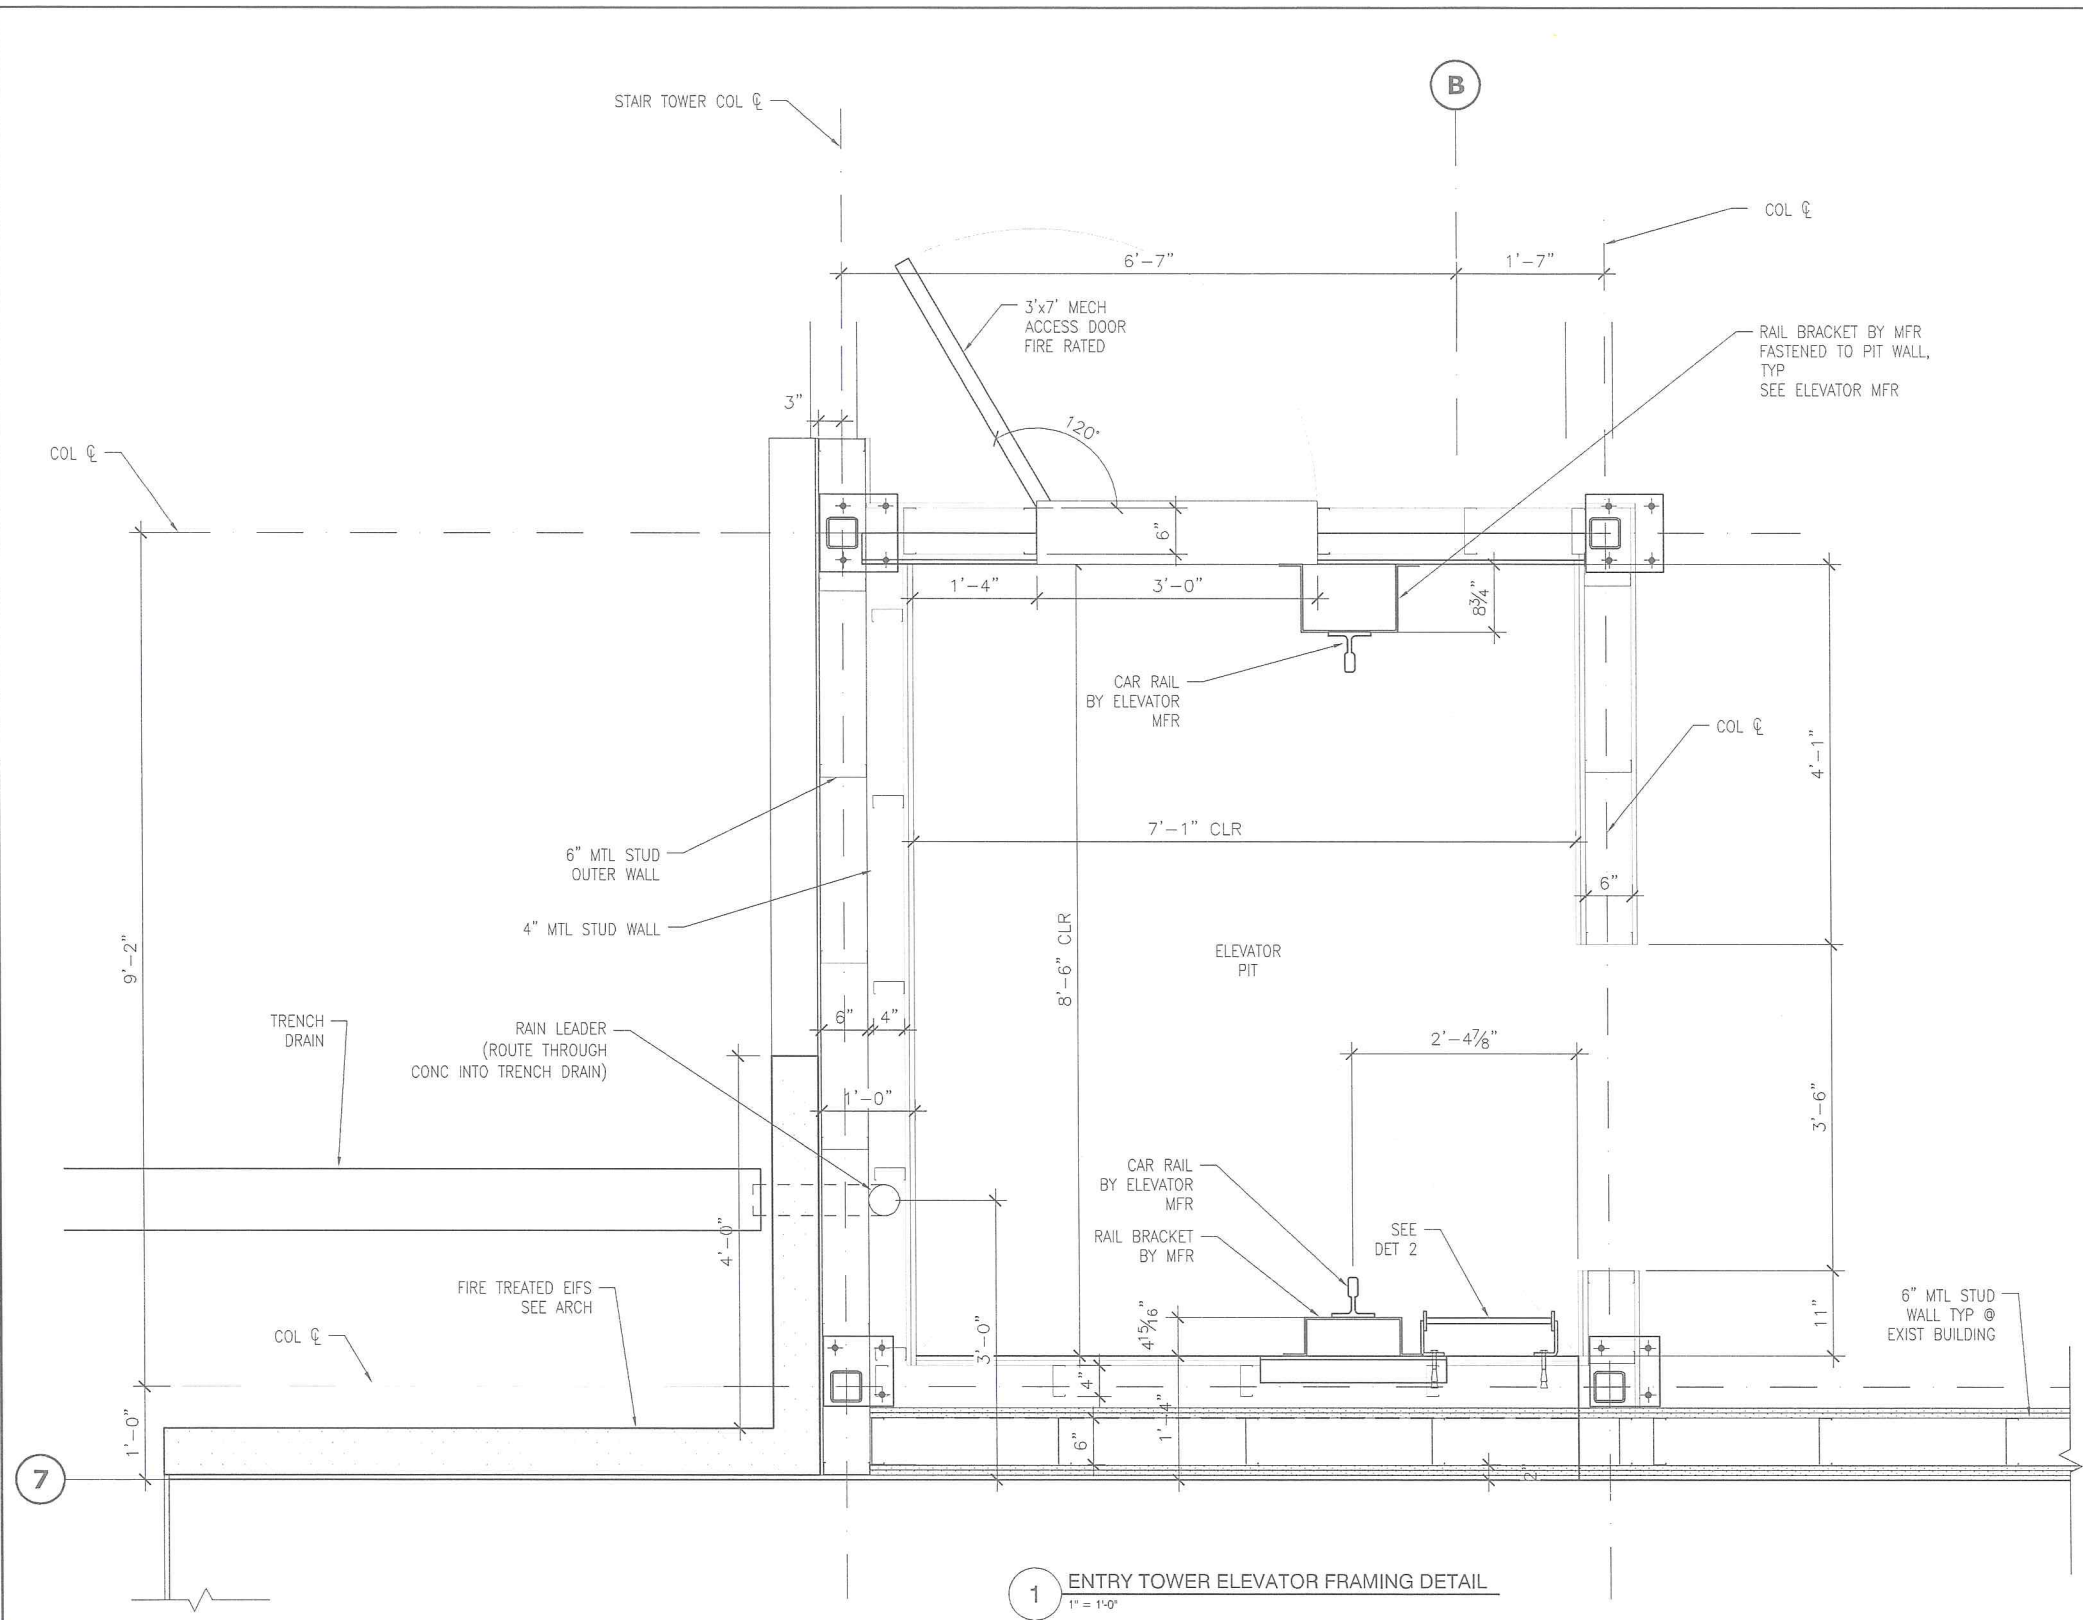 B
STAIR TOWER COL ℄
COL ℄
6'-7"
1'-7"
3'x7' MECH
ACCESS DOOR
FIRE RATED
RAIL BRACKET BY MFR
FASTENED TO PIT WALL,
TYP
SEE ELEVATOR MFR
3"
120°
COL ℄
6"
1'-4"
3'-0"
8¾"
CAR RAIL
BY ELEVATOR
MFR
COL ℄
4'-1"
7'-1" CLR
6" MTL STUD
OUTER WALL
6"
4" MTL STUD WALL
9'-2"
8'-6" CLR
ELEVATOR
PIT
TRENCH
DRAIN
RAIN LEADER
(ROUTE THROUGH
CONC INTO TRENCH DRAIN)
6"
4"
2'-4⅞"
1'-0"
3'-6"
CAR RAIL
BY ELEVATOR
MFR
RAIL BRACKET
BY MFR
SEE
DET 2
4'-0"
FIRE TREATED EIFS
SEE ARCH
COL ℄
3'-0"
4 15/16"
11"
6" MTL STUD
WALL TYP @
EXIST BUILDING
4"
1'-4"
1'-0"
6"
2"
7
1
ENTRY TOWER ELEVATOR FRAMING DETAIL
1" = 1'-0"